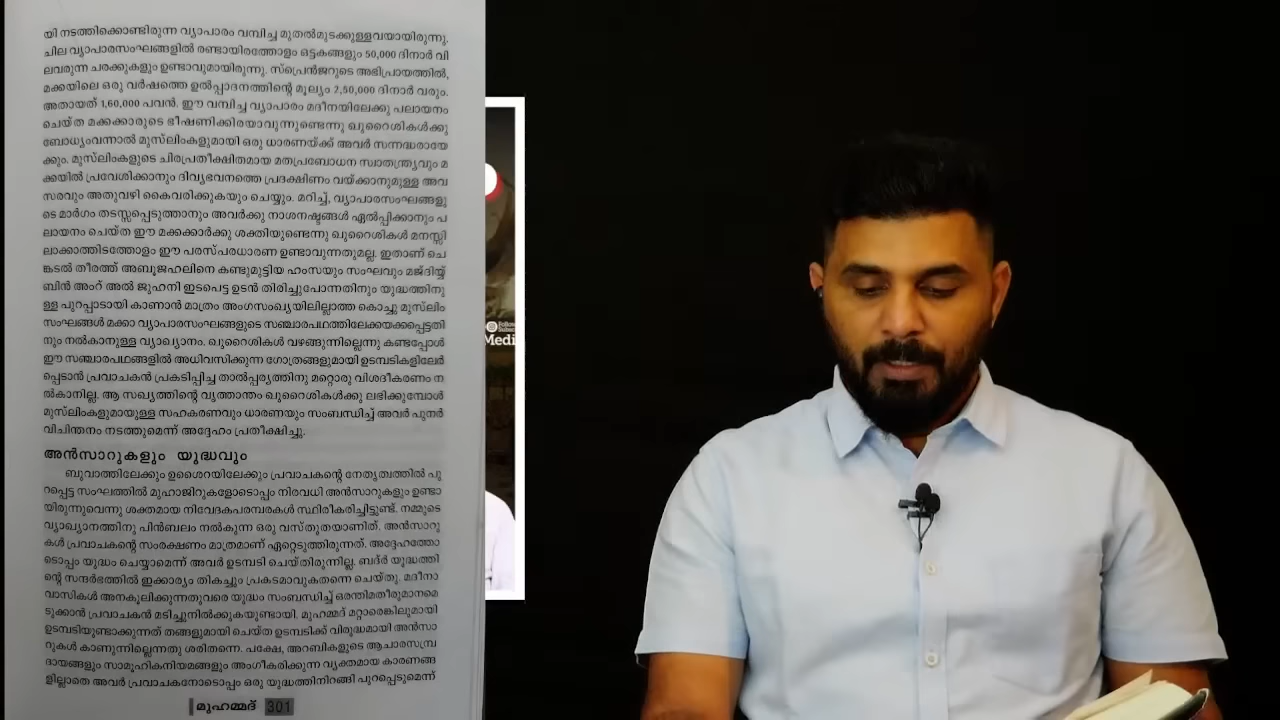 യി നടത്തിക്കൊണ്ടിരുന്ന വ്യാപാരം വമ്പിച്ച മുതൽമുടക്കുള്ളവയായിരുന്നു.
ചില വ്യാപാരസംഘങ്ങളിൽ രണ്ടായിരത്തോളം ഒട്ടകങ്ങളും 50,000 ദിനാർ വി
ലവരുന്ന ചരക്കുകളും ഉണ്ടാവുമായിരുന്നു. സ്പ്രെൻജറുടെ അഭിപ്രായത്തിൽ,
മക്കയിലെ ഒരു വർഷത്തെ ഉൽപ്പാദനത്തിന്റെ മൂല്യം 2,50,000 ദിനാർ വരും.
അതായത് 1,60,000 പവൻ. ഈ വമ്പിച്ച വ്യാപാരം മദീനയിലേക്കു പലായനം
ചെയ്ത മക്കക്കാരുടെ ഭീഷണിക്കിരയാവുന്നുണ്ടെന്നു ഖുറൈശികൾക്കു
ബോധ്യംവന്നാൽ മുസ്‌ലിംകളുമായി ഒരു ധാരണയ്ക്ക് അവർ സന്നദ്ധരായേ
ക്കും. മുസ്‌ലിംകളുടെ ചിരപ്രതീക്ഷിതമായ മതപ്രബോധന സ്വാതന്ത്ര്യവും മ
ക്കയിൽ പ്രവേശിക്കാനും ദിവ്യഭവനത്തെ പ്രദക്ഷിണം വയ്ക്കാനുമുള്ള അവ
സരവും അതുവഴി കൈവരിക്കുകയും ചെയ്യും. മറിച്ച്, വ്യാപാരസംഘങ്ങളു
ടെ മാർഗം തടസ്സപ്പെടുത്താനും അവർക്കു നാശനഷ്ടങ്ങൾ ഏൽപ്പിക്കാനും പ
ലായനം ചെയ്ത ഈ മക്കക്കാർക്കു ശക്തിയുണ്ടെന്നു ഖുറൈശികൾ മനസ്സി
ലാക്കാത്തിടത്തോളം ഈ പരസ്പരധാരണ ഉണ്ടാവുന്നതുമല്ല. ഇതാണ് ചെ
ങ്കടൽ തീരത്ത് അബൂജഹലിനെ കണ്ടുമുട്ടിയ ഹംസയും സംഘവും മജ്ദിയ്യ്
ബിൻ അംറ് അൽ ജുഹനി ഇടപെട്ട ഉടൻ തിരിച്ചുപോന്നതിനും യുദ്ധത്തിനു
ള്ള പുറപ്പാടായി കാണാൻ മാത്രം അംഗസംഖ്യയിലില്ലാത്ത കൊച്ചു മുസ്‌ലിം
സംഘങ്ങൾ മക്കാ വ്യാപാരസംഘങ്ങളുടെ സഞ്ചാരപഥത്തിലേക്കയക്കപ്പെട്ടതി
നും നൽകാനുള്ള വ്യാഖ്യാനം. ഖുറൈശികൾ വഴങ്ങുന്നില്ലെന്നു കണ്ടപ്പോൾ
ഈ സഞ്ചാരപഥങ്ങളിൽ അധിവസിക്കുന്ന ഗോത്രങ്ങളുമായി ഉടമ്പടികളിലേർ
പ്പെടാൻ പ്രവാചകൻ പ്രകടിപ്പിച്ച താൽപ്പര്യത്തിനു മറ്റൊരു വിശദീകരണം ന
ൽകാനില്ല. ആ സഖ്യത്തിന്റെ വൃത്താന്തം ഖുറൈശികൾക്കു ലഭിക്കുമ്പോൾ
മുസ്‌ലിംകളുമായുള്ള സഹകരണവും ധാരണയും സംബന്ധിച്ച് അവർ പുനർ
വിചിന്തനം നടത്തുമെന്ന് അദ്ദേഹം പ്രതീക്ഷിച്ചു.
അൻസാറുകളും യുദ്ധവും
ബുവാത്തിലേക്കും ഉശൈറയിലേക്കും പ്രവാചകന്റെ നേതൃത്വത്തിൽ പു
റപ്പെട്ട സംഘത്തിൽ മുഹാജിറുകളോടൊപ്പം നിരവധി അൻസാറുകളും ഉണ്ടാ
യിരുന്നുവെന്നു ശക്തമായ നിവേദകപരമ്പരകൾ സ്ഥിരീകരിച്ചിട്ടുണ്ട്. നമ്മുടെ
വ്യാഖ്യാനത്തിനു പിൻബലം നൽകുന്ന ഒരു വസ്തുതയാണിത്. അൻസാറു
കൾ പ്രവാചകന്റെ സംരക്ഷണം മാത്രമാണ് ഏറ്റെടുത്തിരുന്നത്. അദ്ദേഹത്തോ
ടൊപ്പം യുദ്ധം ചെയ്യാമെന്ന് അവർ ഉടമ്പടി ചെയ്തിരുന്നില്ല. ബദ്ർ യുദ്ധത്തി
ന്റെ സന്ദർഭത്തിൽ ഇക്കാര്യം തികച്ചും പ്രകടമാവുകതന്നെ ചെയ്തു. മദീനാ
വാസികൾ അനുകൂലിക്കുന്നതുവരെ യുദ്ധം സംബന്ധിച്ച് ഒരന്തിമതീരുമാനമെ
ടുക്കാൻ പ്രവാചകൻ മടിച്ചുനിൽക്കുകയുണ്ടായി. മുഹമ്മദ് മറ്റാരെങ്കിലുമായി
ഉടമ്പടിയുണ്ടാക്കുന്നത് തങ്ങളുമായി ചെയ്ത ഉടമ്പടിക്ക് വിരുദ്ധമായി അൻസാ
റുകൾ കാണുന്നില്ലെന്നതു ശരിതന്നെ. പക്ഷേ, അറബികളുടെ ആചാരസമ്പ്ര
ദായങ്ങളും സാമൂഹികനിയമങ്ങളും അംഗീകരിക്കുന്ന വ്യക്തമായ കാരണങ്ങ
ളില്ലാതെ അവർ പ്രവാചകനോടൊപ്പം ഒരു യുദ്ധത്തിനിറങ്ങി പുറപ്പെടുമെന്ന്
മുഹമ്മദ് 301
Medi